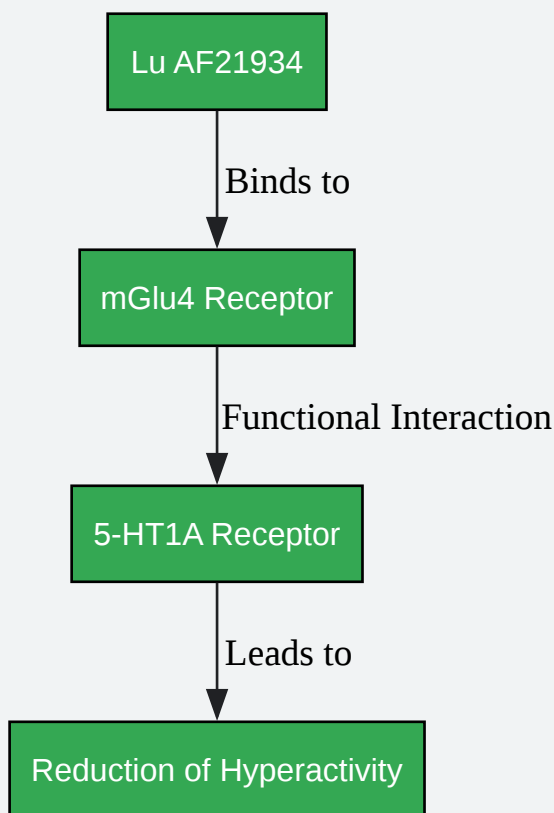 Lu AF21934
Binds to
mGlu4 Receptor
Functional Interaction
5-HT1A Receptor
Leads to
Reduction of Hyperactivity